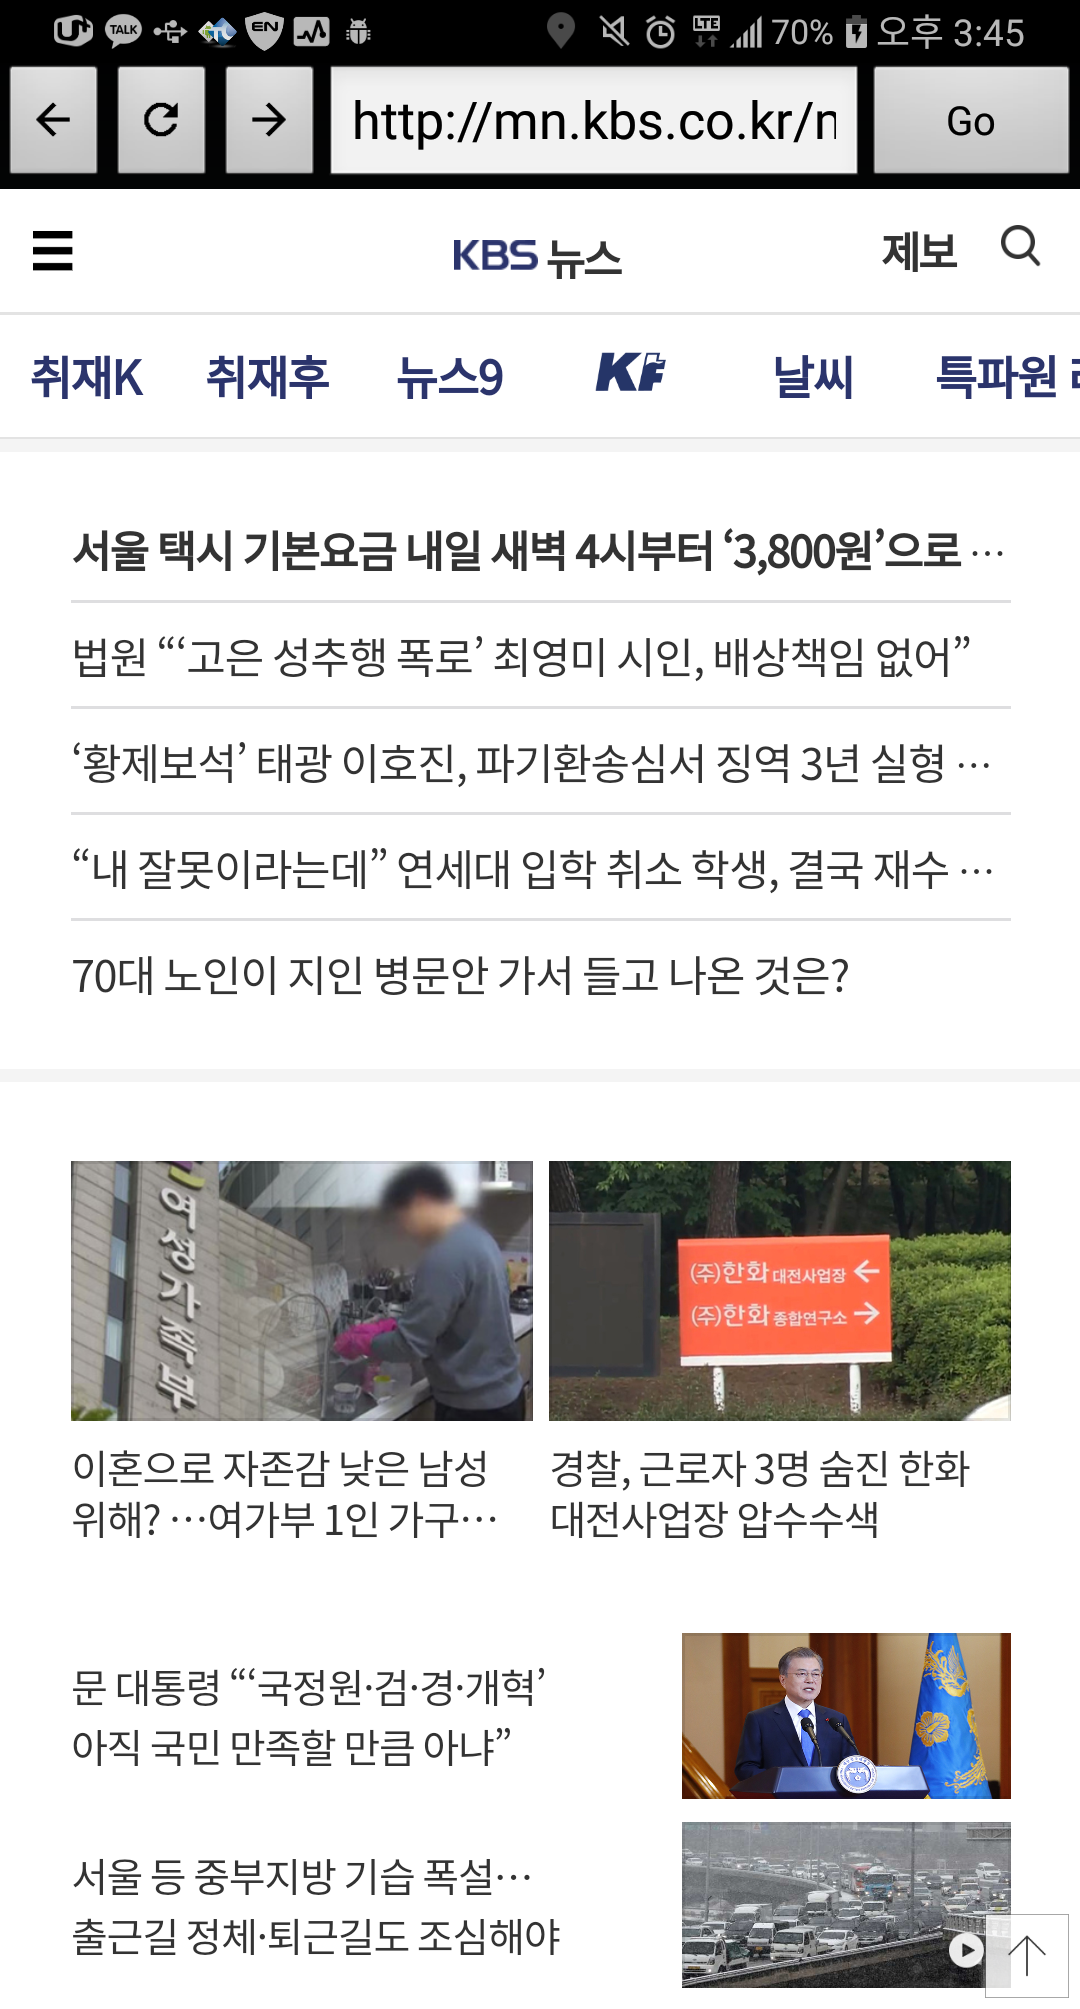 TALK EN LTE 70% 오후 3:45
http://mn.kbs.co.kr/n
Go
KBS 뉴스
제보
취재K 취재후 뉴스9 KF 날씨 특파원
서울 택시 기본요금 내일 새벽 4시부터 ‘3,800원’으로 …
법원 “‘고은 성추행 폭로’ 최영미 시인, 배상책임 없어”
‘황제보석’ 태광 이호진, 파기환송심서 징역 3년 실형 …
“내 잘못이라는데” 연세대 입학 취소 학생, 결국 재수 …
70대 노인이 지인 병문안 가서 들고 나온 것은?
여성가족부
(주)한화 대전사업장 ←
(주)한화 종합연구소 →
이혼으로 자존감 낮은 남성
위해? …여가부 1인 가구…
경찰, 근로자 3명 숨진 한화
대전사업장 압수수색
문 대통령 “‘국정원·검·경·개혁’
아직 국민 만족할 만큼 아냐”
서울 등 중부지방 기습 폭설…
출근길 정체·퇴근길도 조심해야